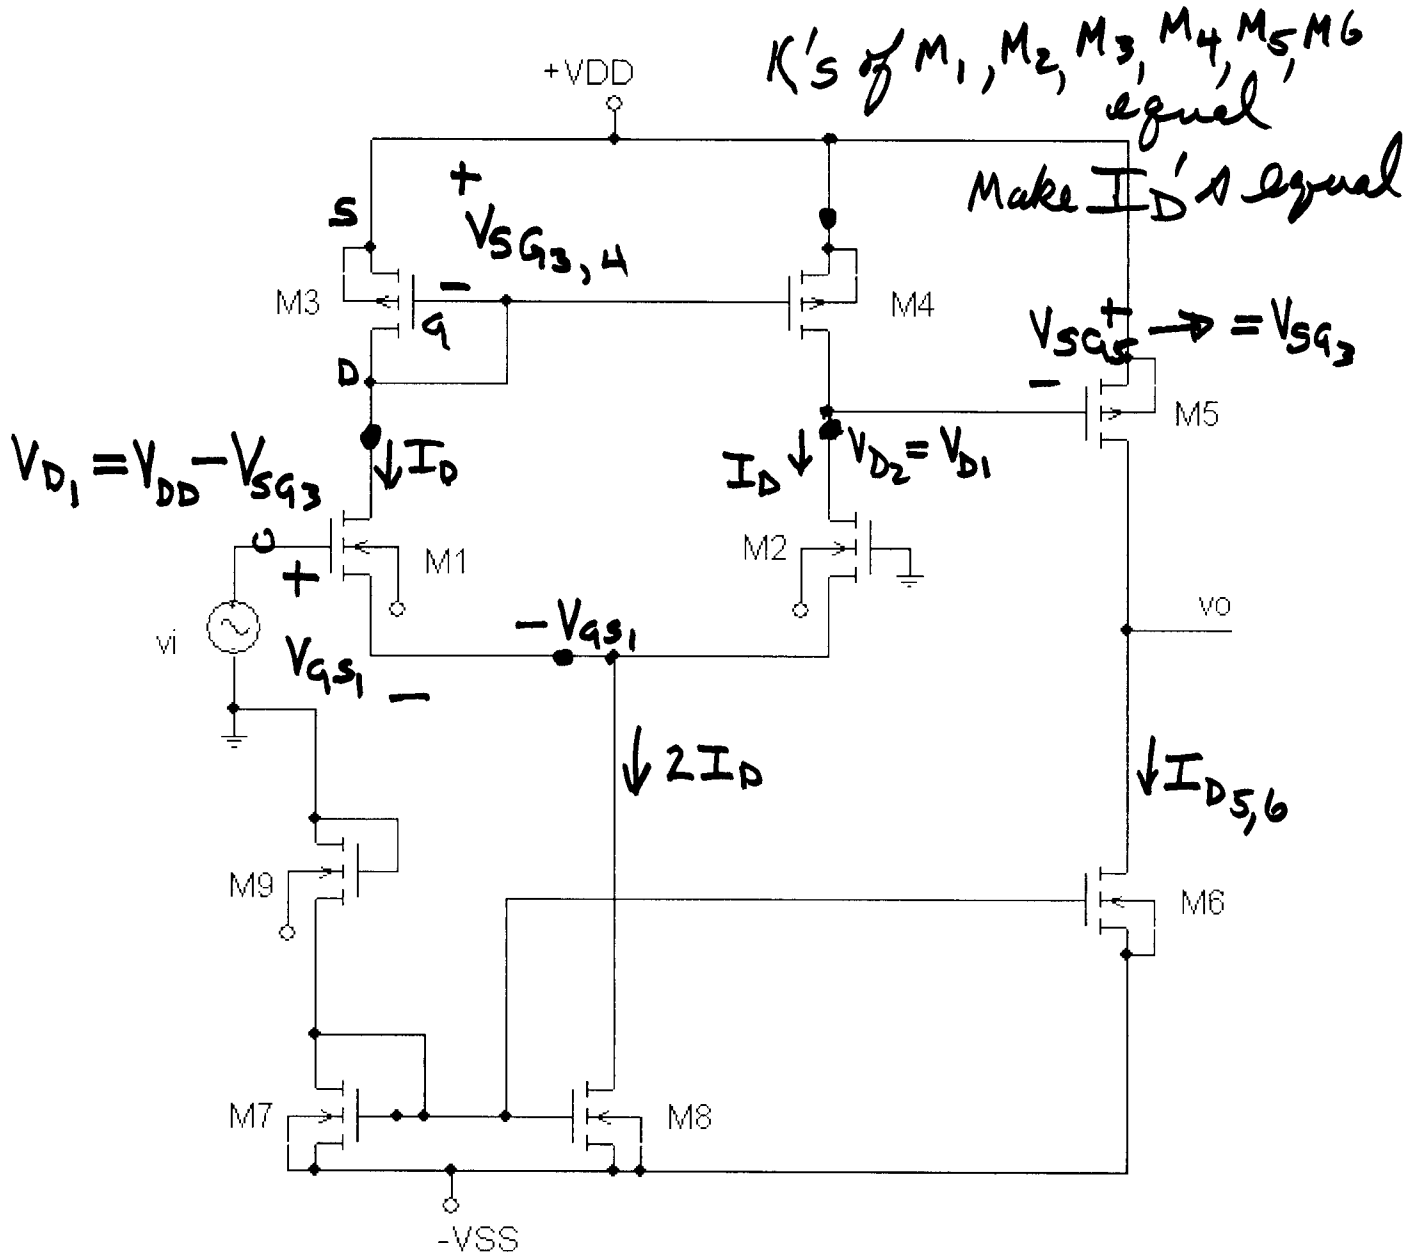 K's of M1, M2, M3, M4, M5, M6
equal
Make ID's equal
+VDD
+
S
VSG3,4
M3
-
G
M4
D
VSG5 → = VSG3
+
-
M5
VD1 = VDD - VSG3
↓ ID
ID ↓
VD2 = VD1
0
M1
M2
+
vi
VGS1
-
-VGS1
vo
↓ 2ID
↓ ID5,6
M9
M6
M7
M8
-VSS